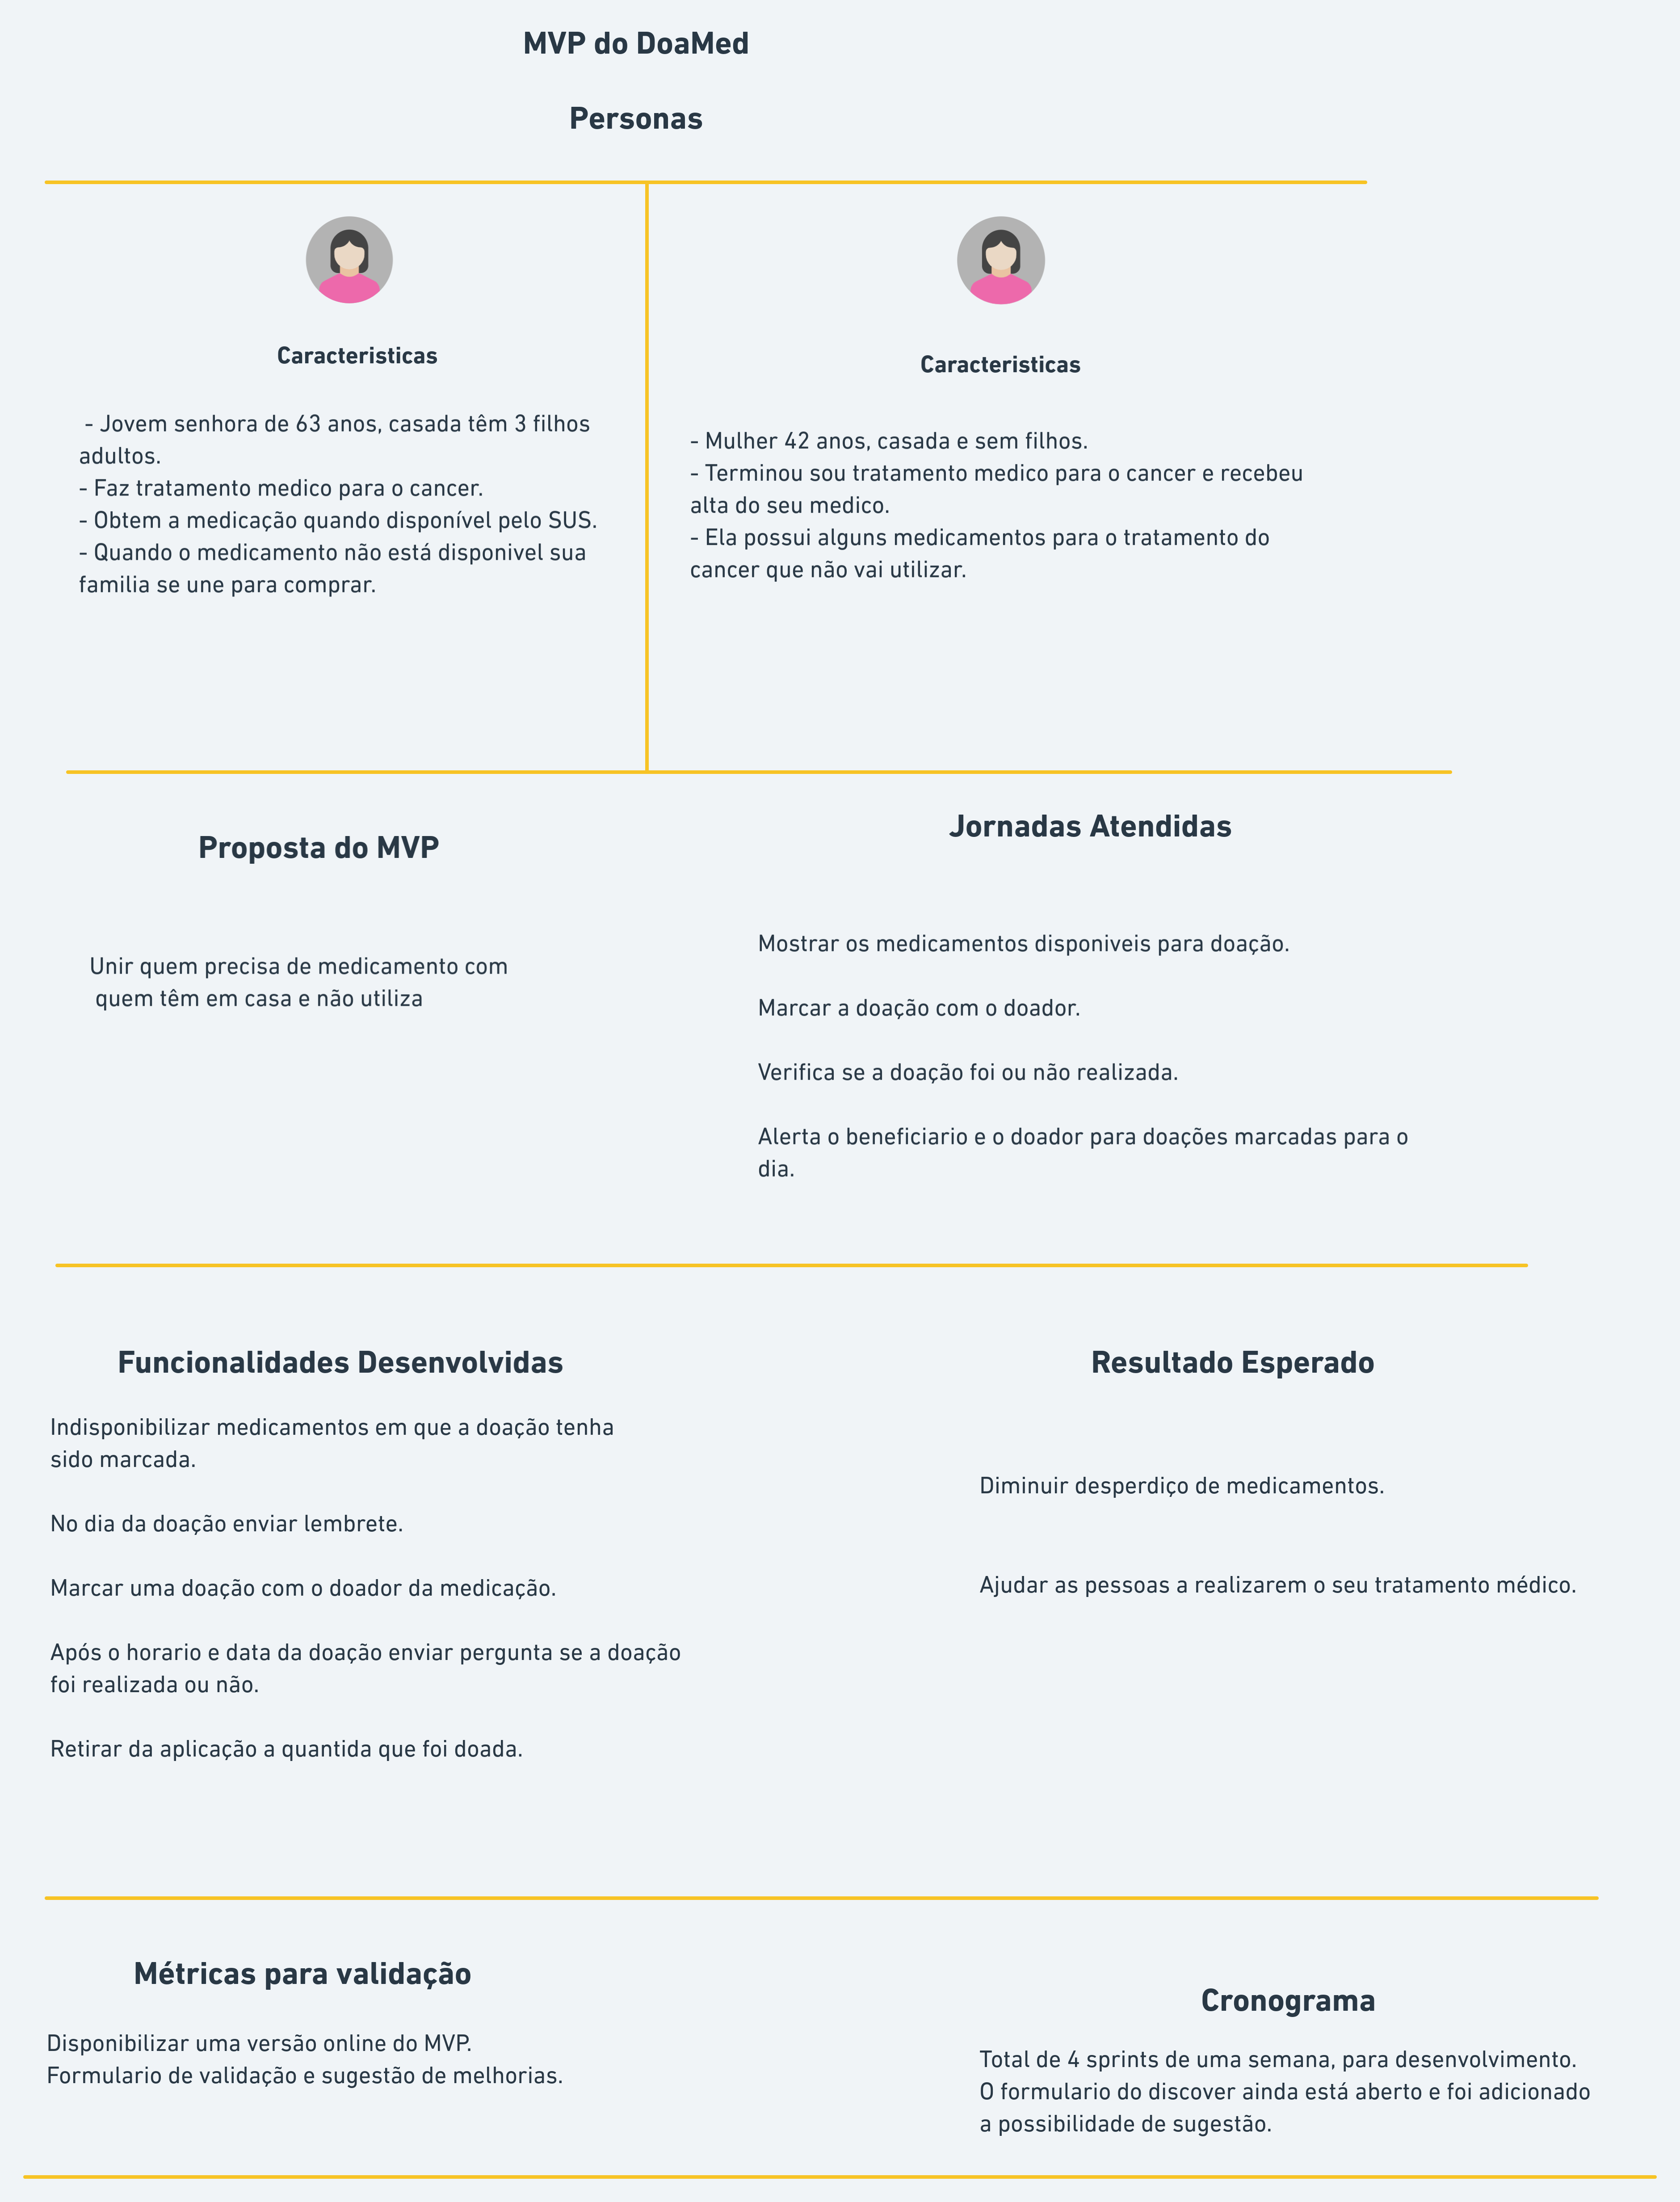 MVP do DoaMed
Personas
Caracteristicas
- Jovem senhora de 63 anos, casada têm 3 filhos
adultos.
- Faz tratamento medico para o cancer.
- Obtem a medicação quando disponível pelo SUS.
- Quando o medicamento não está disponivel sua
familia se une para comprar.
Caracteristicas
- Mulher 42 anos, casada e sem filhos.
- Terminou sou tratamento medico para o cancer e recebeu
alta do seu medico.
- Ela possui alguns medicamentos para o tratamento do
cancer que não vai utilizar.
Proposta do MVP
Unir quem precisa de medicamento com
quem têm em casa e não utiliza
Jornadas Atendidas
Mostrar os medicamentos disponiveis para doação.
Marcar a doação com o doador.
Verifica se a doação foi ou não realizada.
Alerta o beneficiario e o doador para doações marcadas para o
dia.
Funcionalidades Desenvolvidas
Indisponibilizar medicamentos em que a doação tenha
sido marcada.
No dia da doação enviar lembrete.
Marcar uma doação com o doador da medicação.
Após o horario e data da doação enviar pergunta se a doação
foi realizada ou não.
Retirar da aplicação a quantida que foi doada.
Resultado Esperado
Diminuir desperdiço de medicamentos.
Ajudar as pessoas a realizarem o seu tratamento médico.
Métricas para validação
Disponibilizar uma versão online do MVP.
Formulario de validação e sugestão de melhorias.
Cronograma
Total de 4 sprints de uma semana, para desenvolvimento.
O formulario do discover ainda está aberto e foi adicionado
a possibilidade de sugestão.